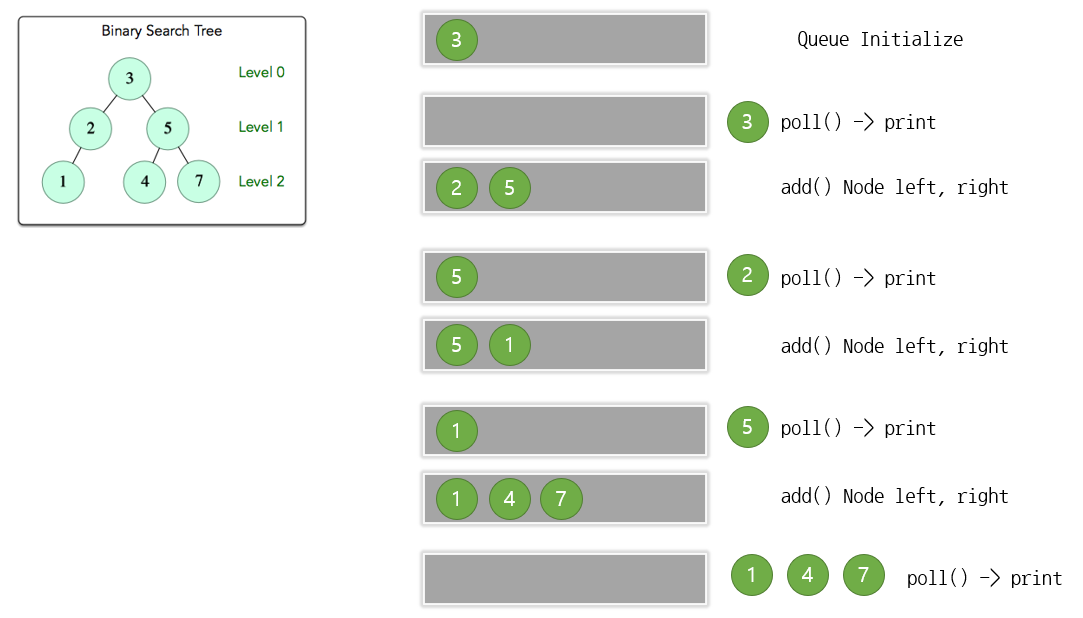 Binary Search Tree
3
Level 0
2 5
Level 1
1 4 7
Level 2
3
Queue Initialize
3 poll() -> print
2 5
add() Node left, right
5
2 poll() -> print
5 1
add() Node left, right
1
5 poll() -> print
1 4 7
add() Node left, right
1 4 7 poll() -> print